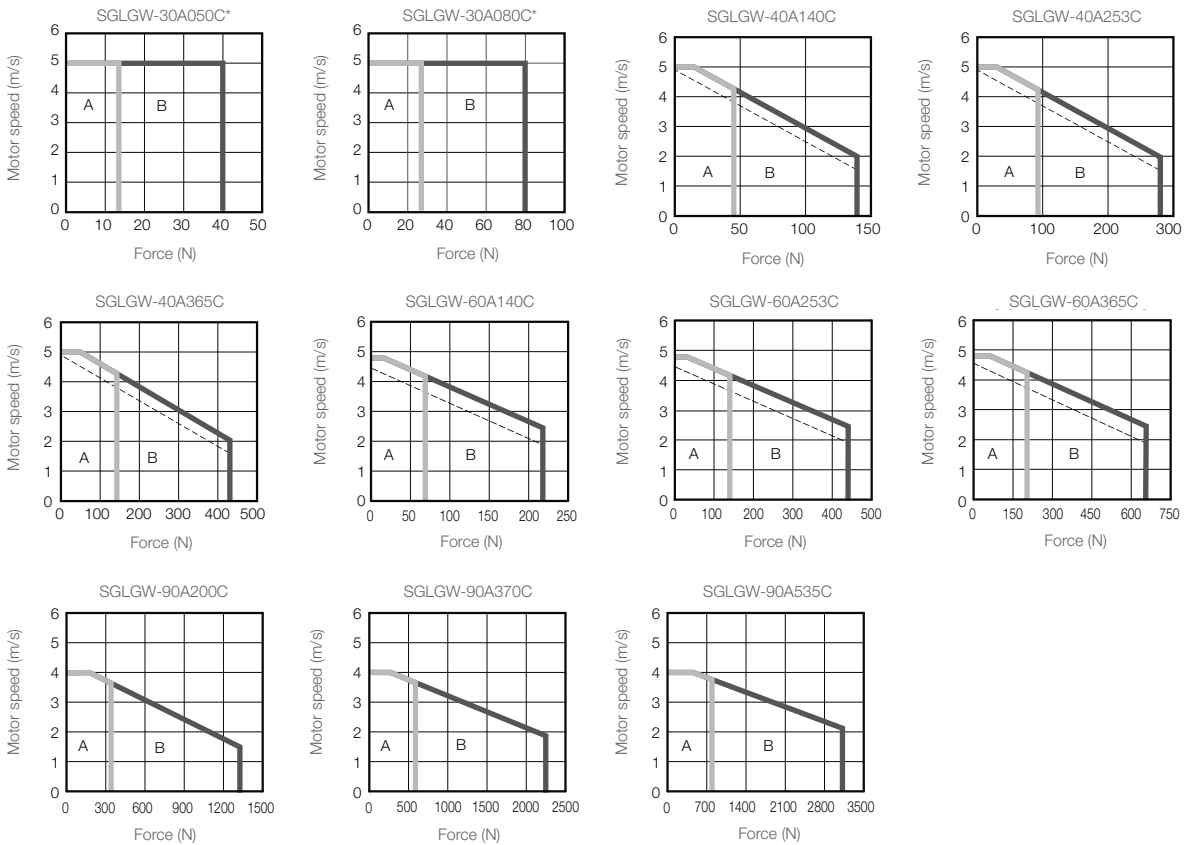 SGLGW-30A050C*
Motor speed (m/s)
6
5
4
3
2
1
0
A
B
0 10 20 30 40 50
Force (N)
SGLGW-30A080C*
Motor speed (m/s)
6
5
4
3
2
1
0
A
B
0 20 40 60 80 100
Force (N)
SGLGW-40A140C
Motor speed (m/s)
6
5
4
3
2
1
0
A
B
0 50 100 150
Force (N)
SGLGW-40A253C
Motor speed (m/s)
6
5
4
3
2
1
0
A
B
0 100 200 300
Force (N)
SGLGW-40A365C
Motor speed (m/s)
6
5
4
3
2
1
0
A
B
0 100 200 300 400 500
Force (N)
SGLGW-60A140C
Motor speed (m/s)
6
5
4
3
2
1
0
A
B
0 50 100 150 200 250
Force (N)
SGLGW-60A253C
Motor speed (m/s)
6
5
4
3
2
1
0
A
B
0 100 200 300 400 500
Force (N)
SGLGW-60A365C
Motor speed (m/s)
6
5
4
3
2
1
0
A
B
0 150 300 450 600 750
Force (N)
SGLGW-90A200C
Motor speed (m/s)
6
5
4
3
2
1
0
A
B
0 300 600 900 1200 1500
Force (N)
SGLGW-90A370C
Motor speed (m/s)
6
5
4
3
2
1
0
A
B
0 500 1000 1500 2000 2500
Force (N)
SGLGW-90A535C
Motor speed (m/s)
6
5
4
3
2
1
0
A
B
0 700 1400 2100 2800 3500
Force (N)